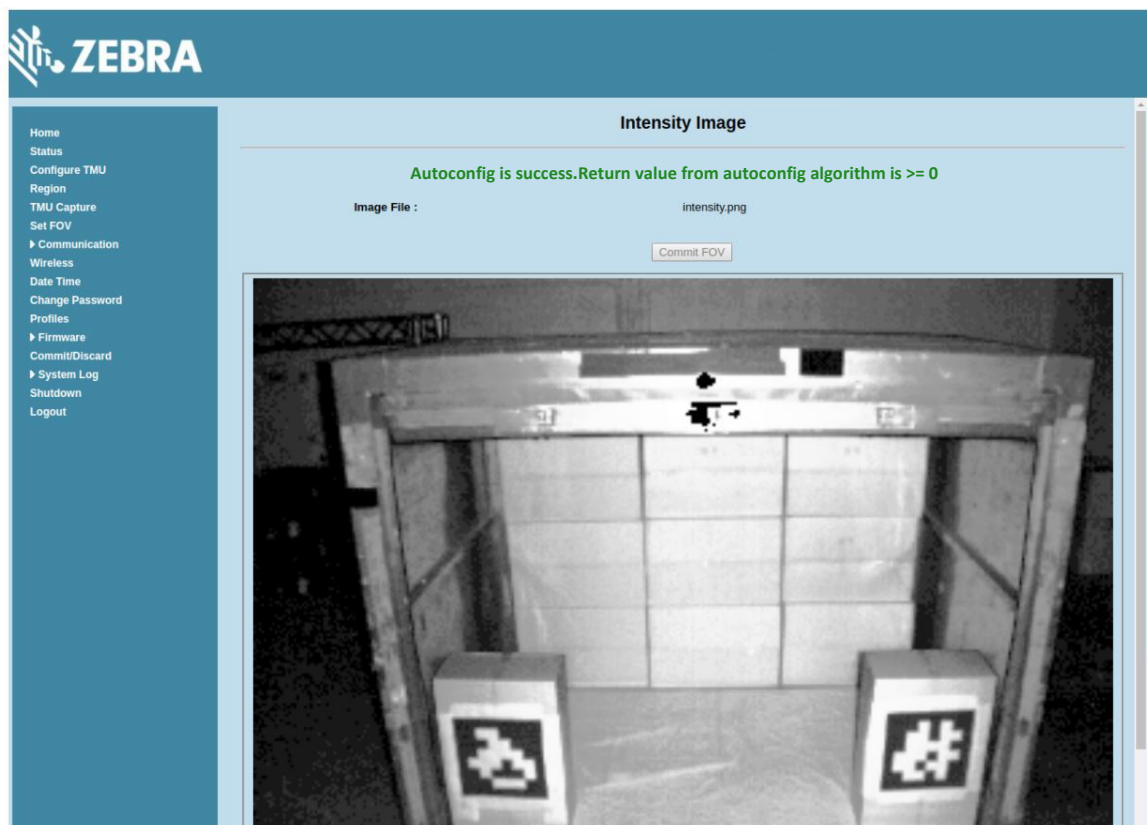 ZEBRA
Home
Status
Configure TMU
Region
TMU Capture
Set FOV
Communication
Wireless
Date Time
Change Password
Profiles
Firmware
Commit/Discard
System Log
Shutdown
Logout
Intensity Image
Autoconfig is success.Return value from autoconfig algorithm is >= 0
Image File : intensity.png
Commit FOV